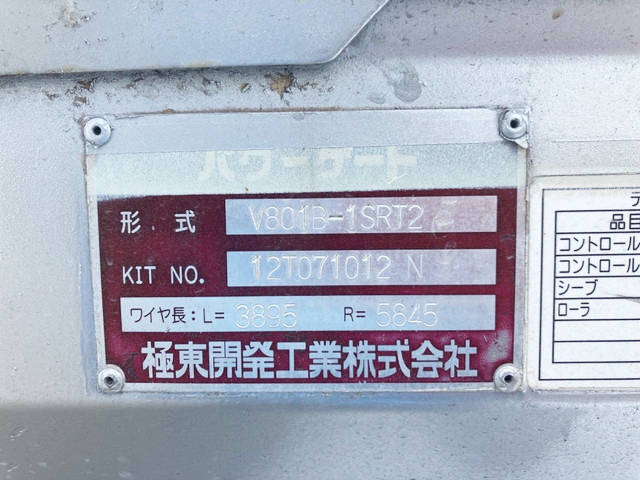 パワーゲート
形 式 V801B-1SRT2
KIT NO. 12T071012 N
ワイヤ長:L= 3895 R= 5845
極東開発工業株式会社
品目
コントロール
コントロール
シーブ
ローラ